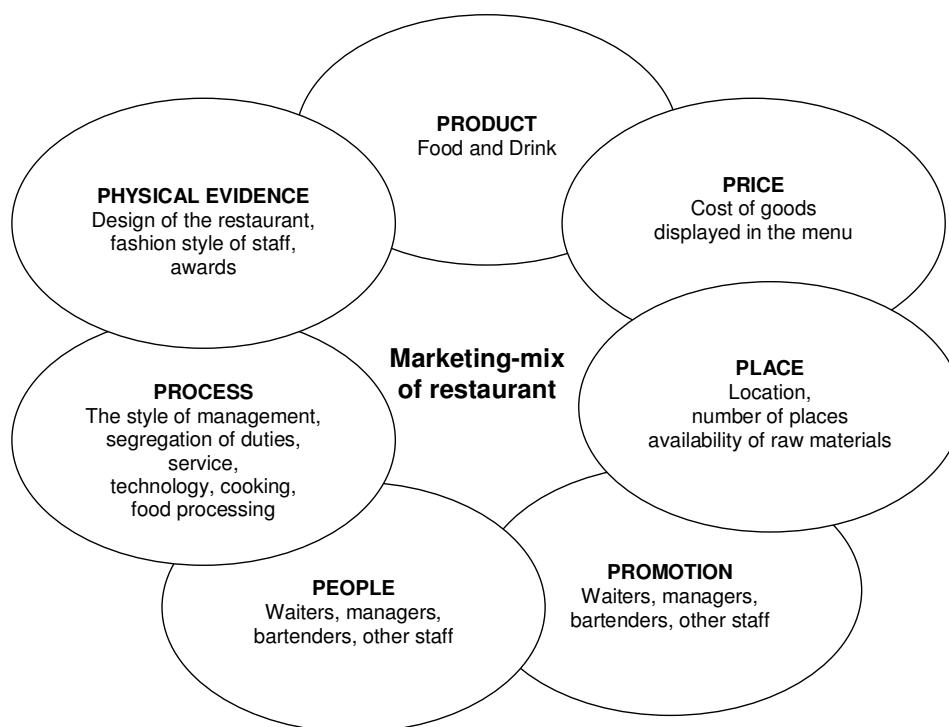 PRODUCT
Food and Drink
PRICE
Cost of goods
displayed in the menu
PLACE
Location,
number of places
availability of raw materials
PROMOTION
Waiters, managers,
bartenders, other staff
PEOPLE
Waiters, managers,
bartenders, other staff
PROCESS
The style of management,
segregation of duties,
service,
technology, cooking,
food processing
PHYSICAL EVIDENCE
Design of the restaurant,
fashion style of staff,
awards
Marketing-mix
of restaurant